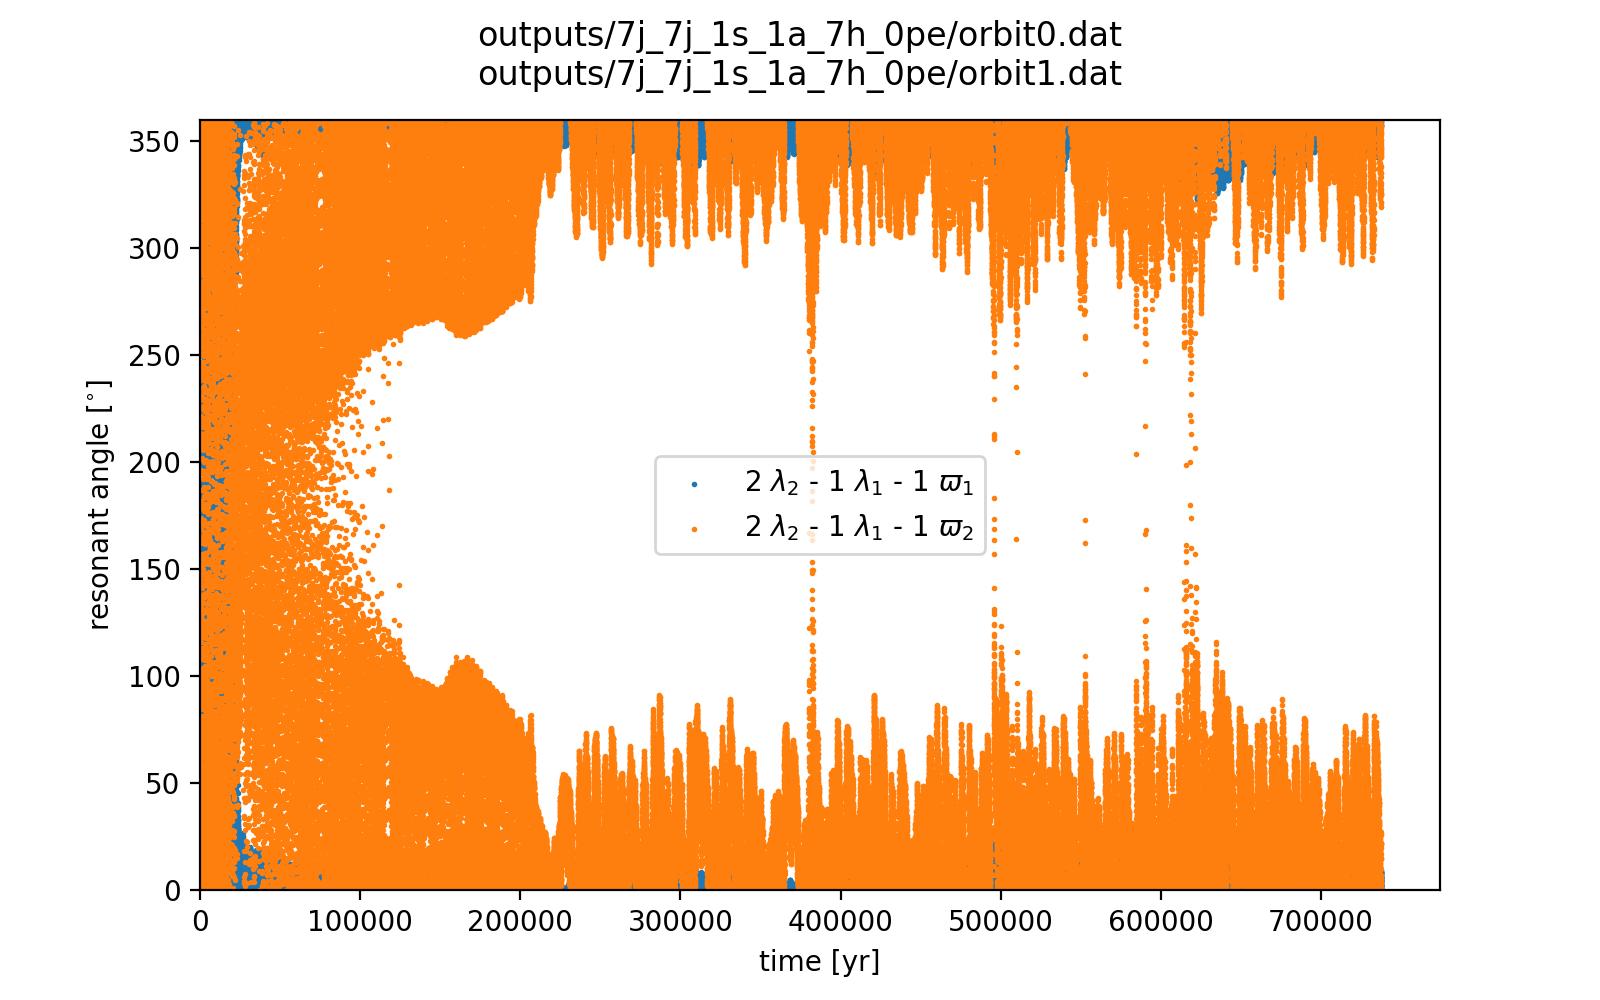 outputs/7j_7j_1s_1a_7h_0pe/orbit0.dat
outputs/7j_7j_1s_1a_7h_0pe/orbit1.dat
350
300
250
200
150
100
50
0
resonant angle [°]
2 λ₂ - 1 λ₁ - 1 ϖ₁
2 λ₂ - 1 λ₁ - 1 ϖ₂
0 100000 200000 300000 400000 500000 600000 700000
time [yr]